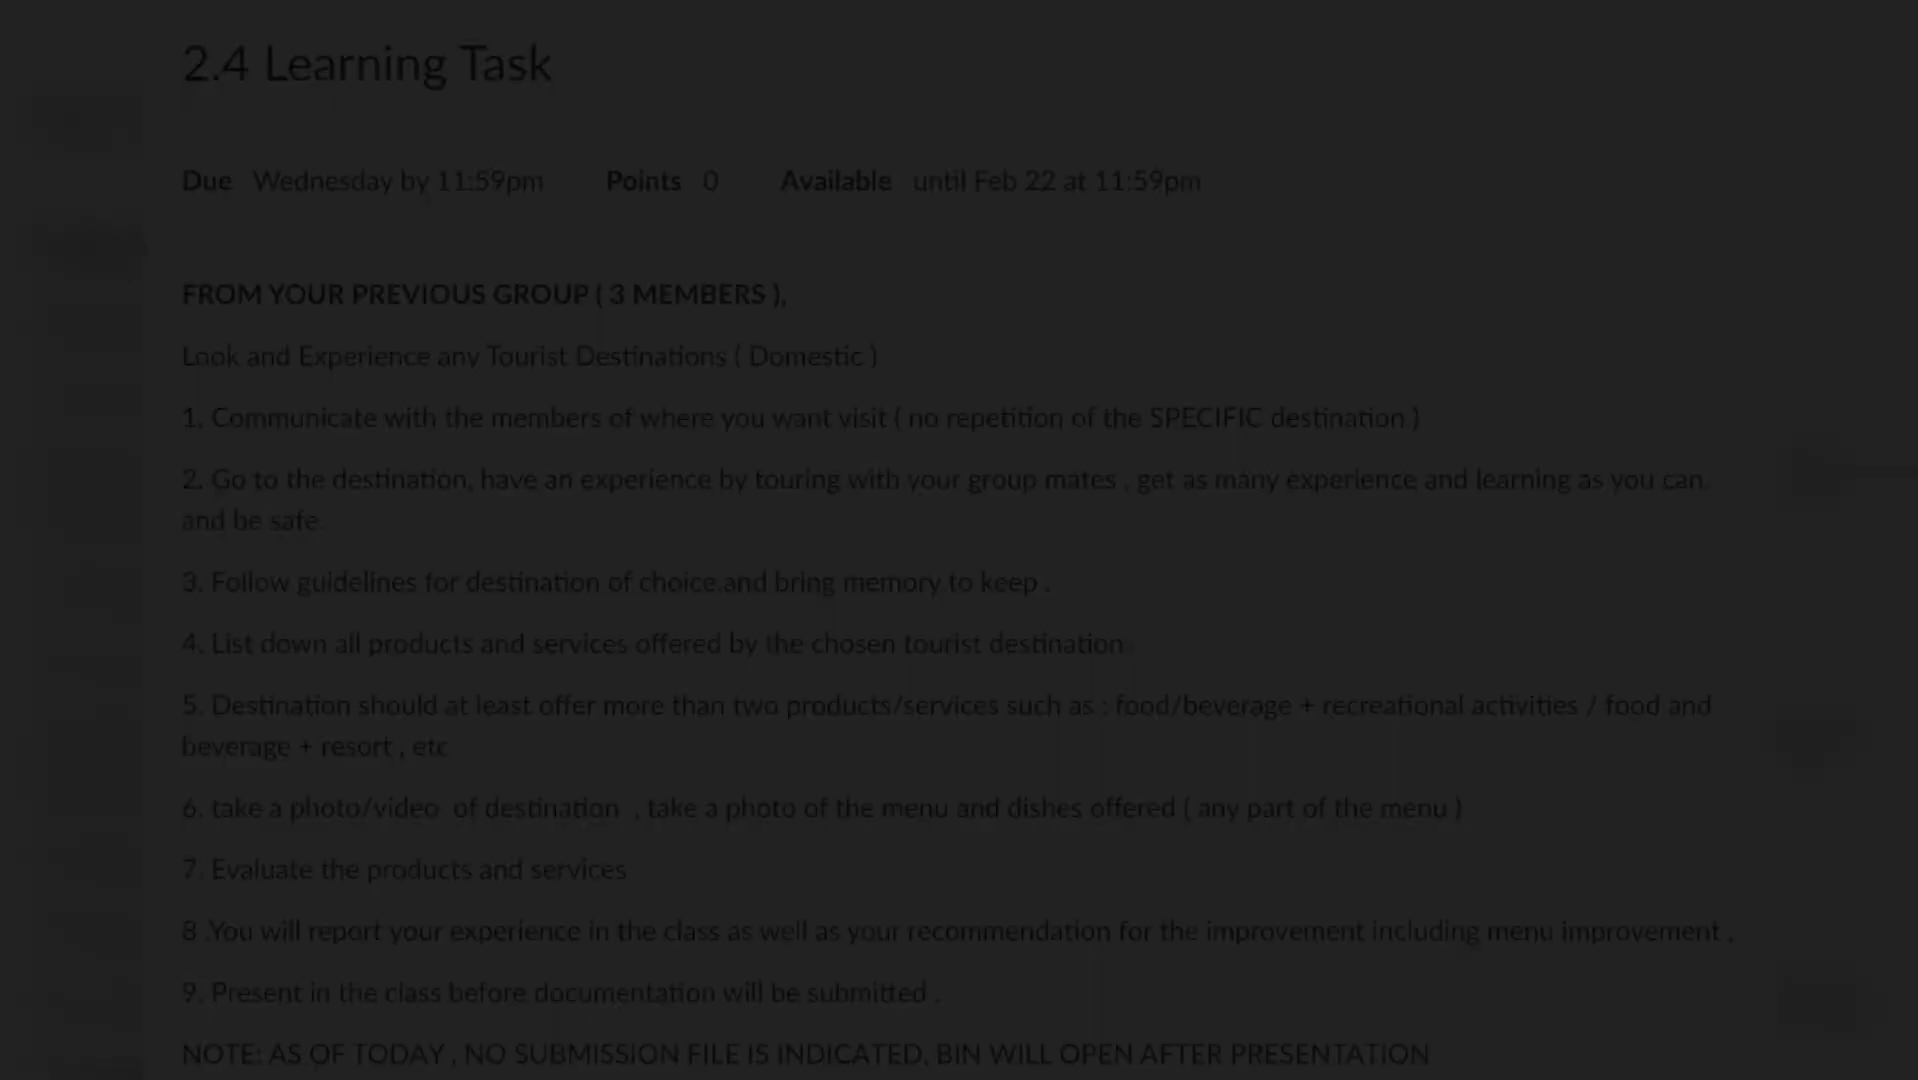 2.4 Learning Task
Due Wednesday by 11:59pm Points 0 Available until Feb 22 at 11:59pm
FROM YOUR PREVIOUS GROUP ( 3 MEMBERS ),
Look and Experience any Tourist Destinations ( Domestic )
1. Communicate with the members of where you want visit ( no repetition of the SPECIFIC destination )
2. Go to the destination, have an experience by touring with your group mates , get as many experience and learning as you can
and be safe.
3. Follow guidelines for destination of choice.and bring memory to keep .
4. List down all products and services offered by the chosen tourist destination.
5. Destination should at least offer more than two products/services such as : food/beverage + recreational activities / food and
beverage + resort , etc
6. take a photo/video of destination , take a photo of the menu and dishes offered ( any part of the menu )
7. Evaluate the products and services
8 .You will report your experience in the class as well as your recommendation for the improvement including menu improvement .
9. Present in the class before documentation will be submitted .
NOTE: AS OF TODAY , NO SUBMISSION FILE IS INDICATED, BIN WILL OPEN AFTER PRESENTATION